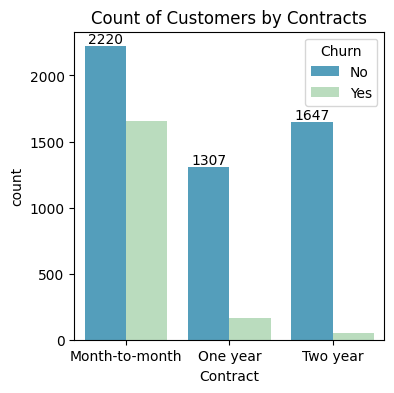 Count of Customers by Contracts
2220
1307
1647
Churn
No
Yes
count
2000
1500
1000
500
0
Month-to-month
One year
Two year
Contract